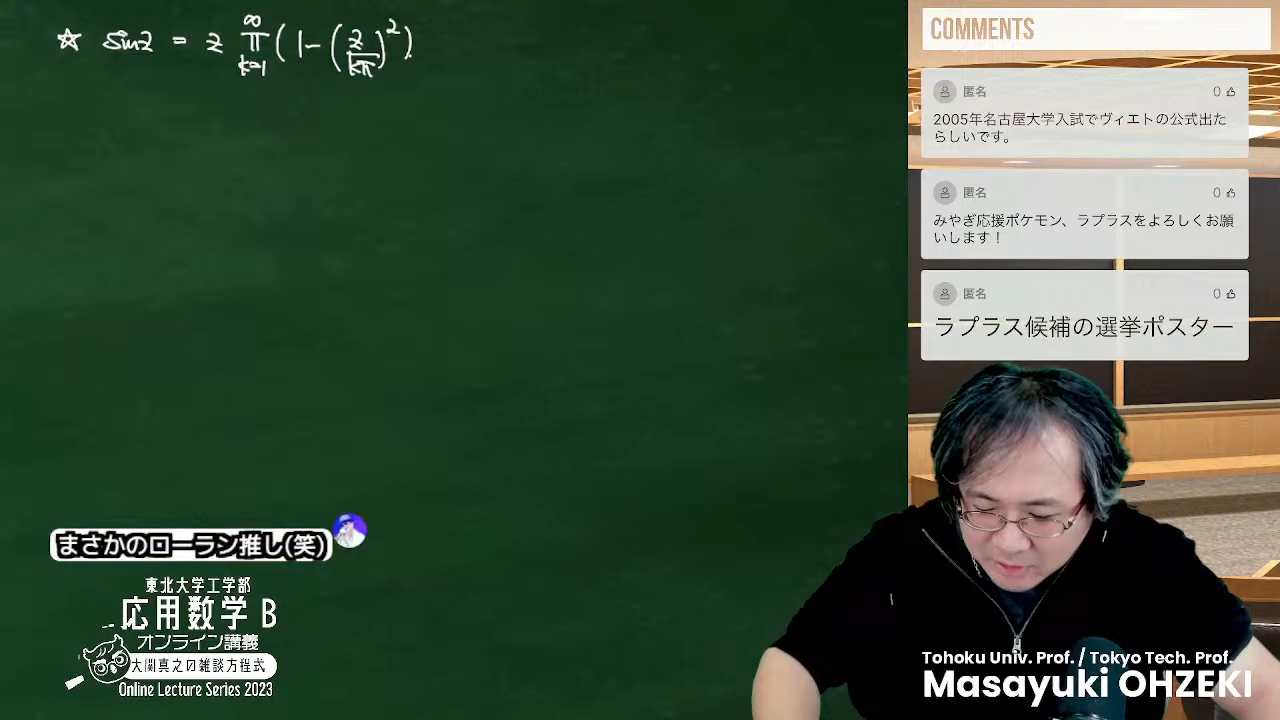 ☆ sin z = z ∞Π(k=1) ( 1 - (z/kπ)² )
COMMENTS
匿名 0
2005年名古屋大学入試でヴィエトの公式出た
らしいです。
匿名 0
みやぎ応援ポケモン、ラプラスをよろしくお願
いします！
匿名 0
ラプラス候補の選挙ポスター
まさかのローラン推し(笑)
東北大学工学部
応用数学 B
オンライン講義
大関真之の雑談方程式
Online Lecture Series 2023
Tohoku Univ. Prof. / Tokyo Tech. Prof.
Masayuki OHZEKI